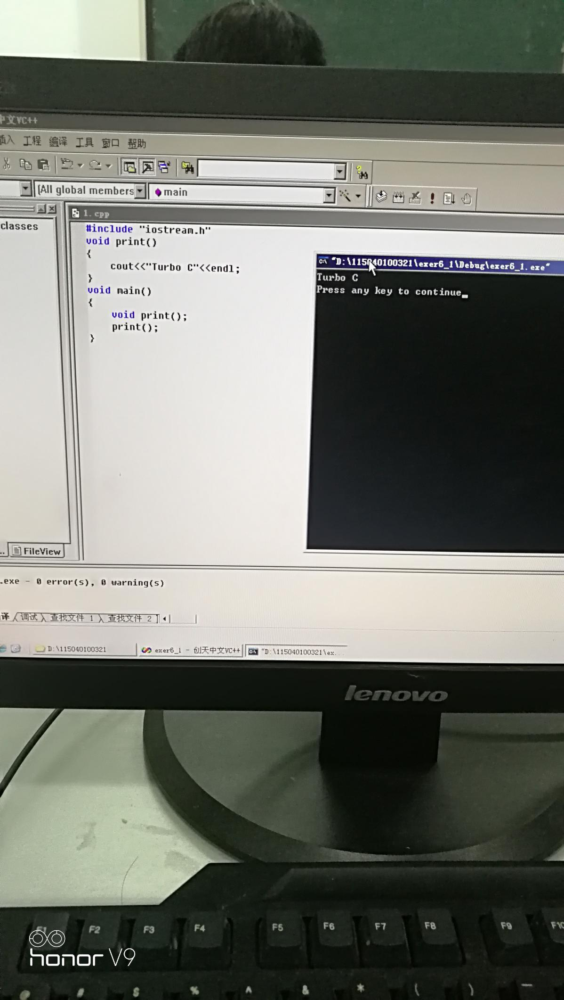 中文VC++
插入 工程 编译 工具 窗口 帮助
[All global members
main
1.cpp
classes
#include "iostream.h"
void print()
{
cout<<"Turbo C"<<endl;
}
void main()
{
void print();
print();
}
"D:\115040100321\exer6_1\Debug\exer6_1.exe"
Turbo C
Press any key to continue_
.. FileView
.exe - 0 error(s), 0 warning(s)
译 调试 查找文件 1 查找文件 2
D:\115040100321
exer6_1 - 创天中文VC++
"D:\115040100321\ex...
lenovo
F1 F2 F3 F4 F5 F6 F7 F8 F9 F10
honor V9
# $ % ^ & * ( )